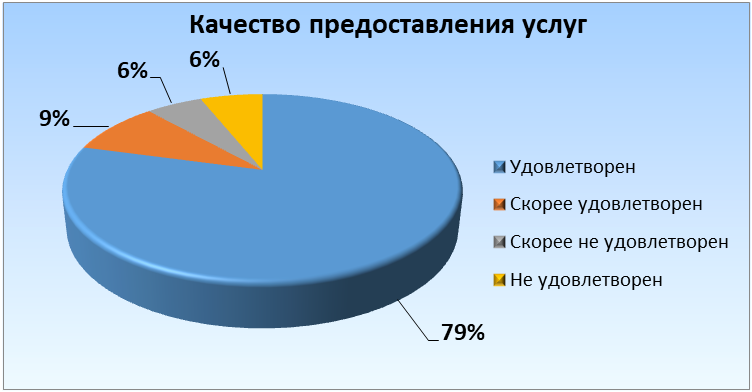 Качество предоставления услуг
6%
6%
9%
Удовлетворен
Скорее удовлетворен
Скорее не удовлетворен
Не удовлетворен
79%